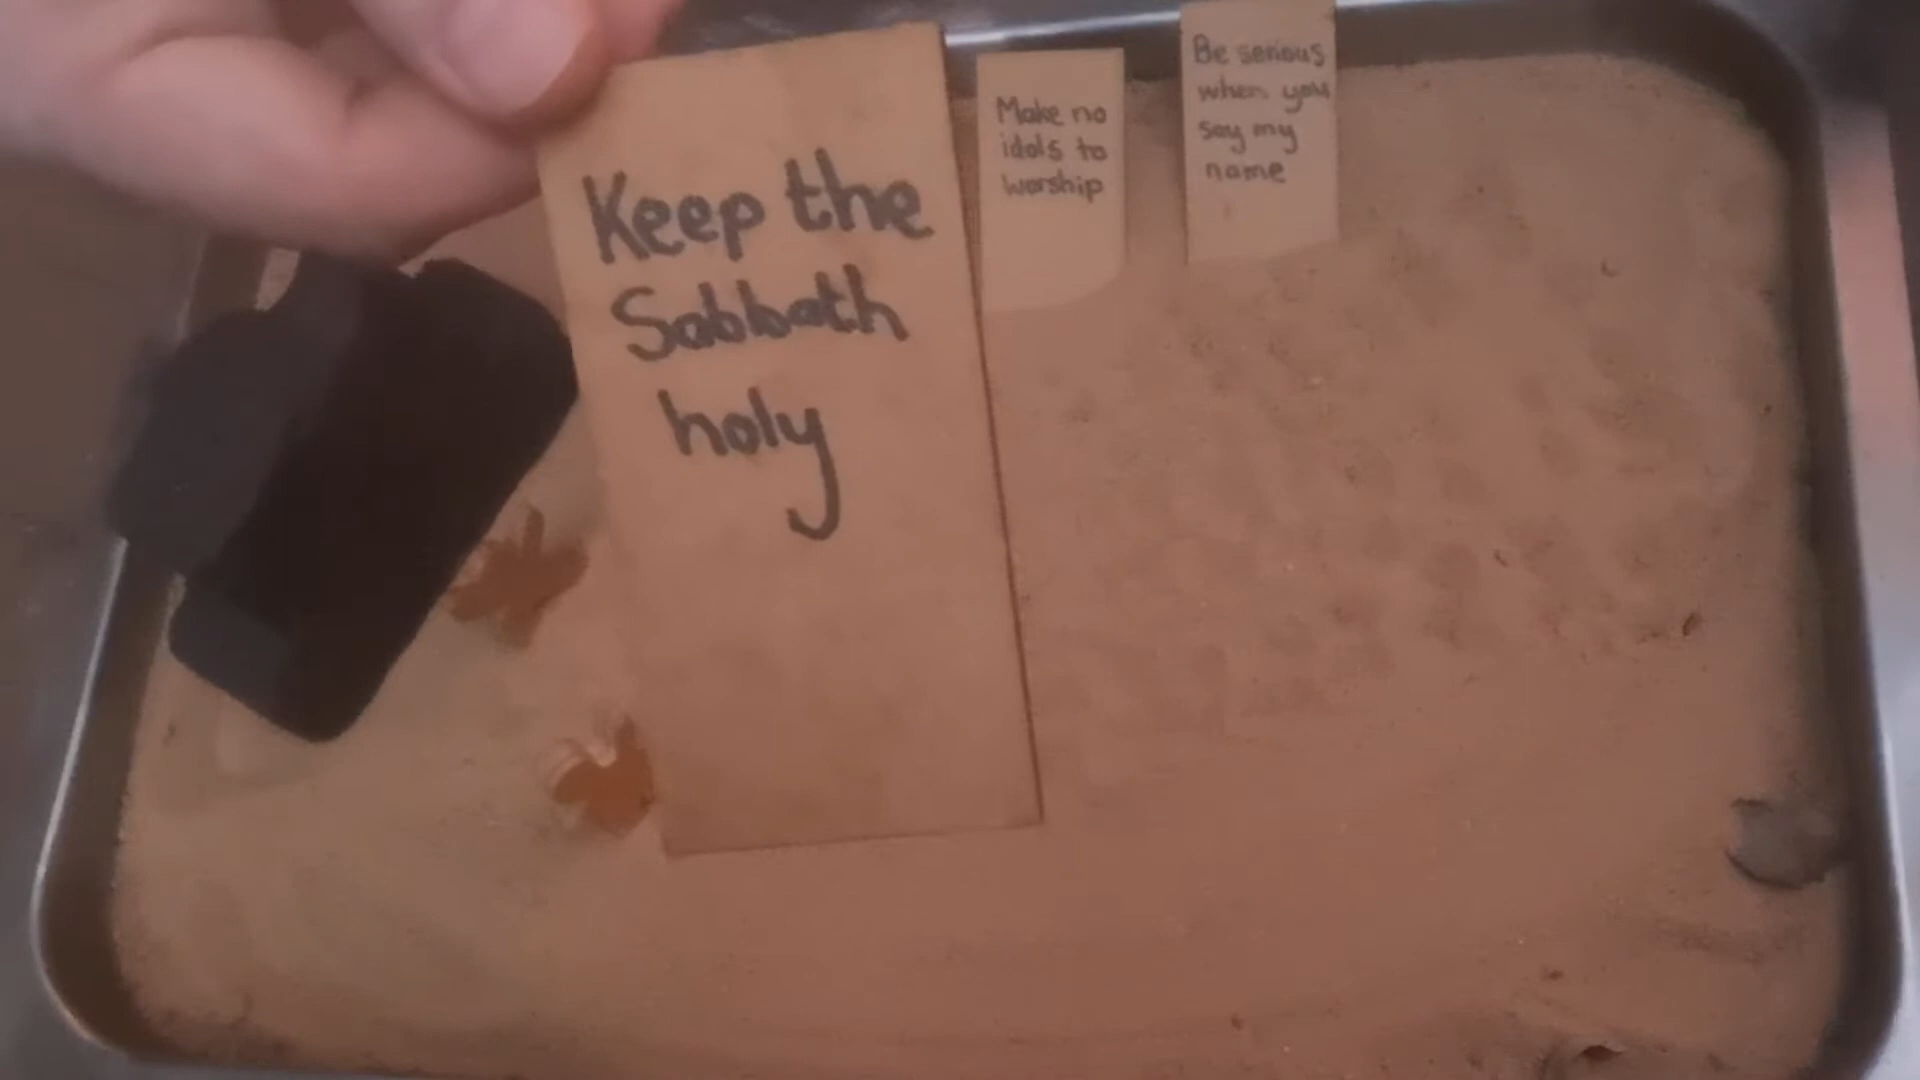 Keep the
Sabbath
holy
Make no
idols to
worship
Be serious
when you
say my
name